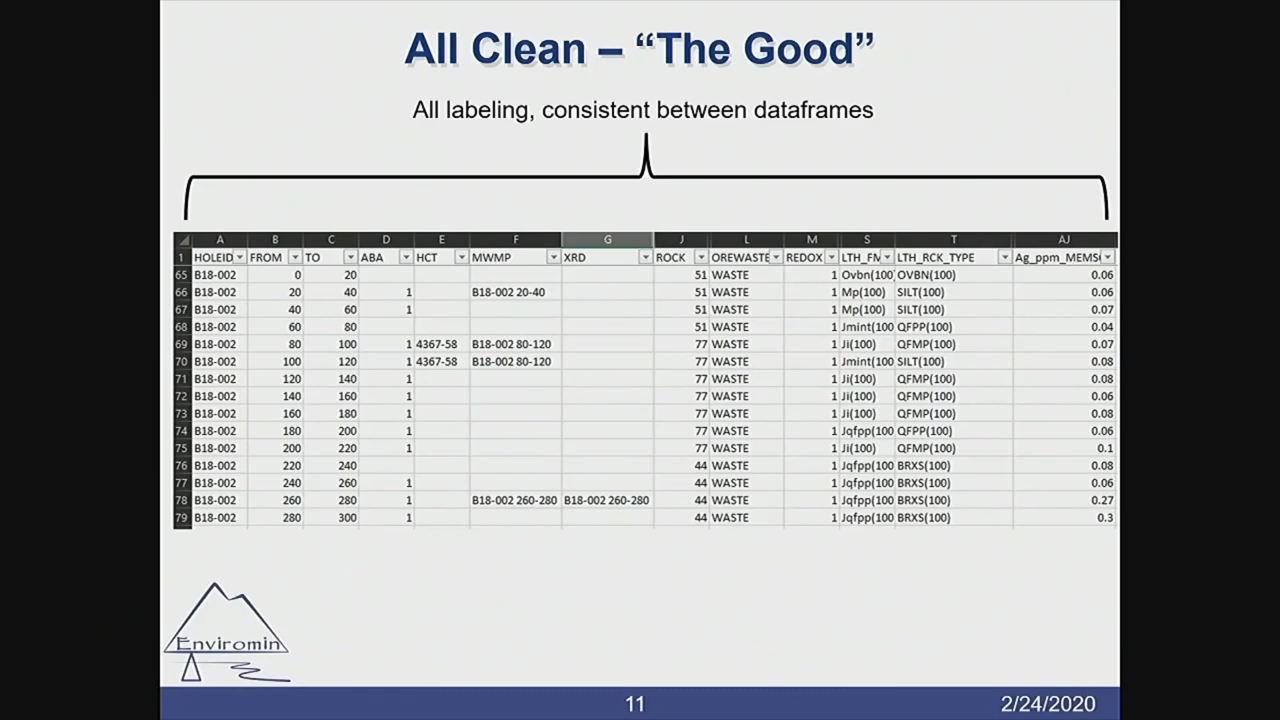 All Clean – “The Good”
All labeling, consistent between dataframes
A B C D E F G J L M S T AJ
1 HOLEID FROM TO ABA HCT MWMP XRD ROCK OREWASTE REDOX LTH_FM LTH_RCK_TYPE Ag_ppm_MEMS(
65 B18-002 0 20 51 WASTE 1 Ovbn(100) OVBN(100) 0.06
66 B18-002 20 40 1 B18-002 20-40 51 WASTE 1 Mp(100) SILT(100) 0.06
67 B18-002 40 60 1 51 WASTE 1 Mp(100) SILT(100) 0.07
68 B18-002 60 80 51 WASTE 1 Jmint(100 QFPP(100) 0.04
69 B18-002 80 100 1 4367-58 B18-002 80-120 77 WASTE 1 Ji(100) QFMP(100) 0.07
70 B18-002 100 120 1 4367-58 B18-002 80-120 77 WASTE 1 Jmint(100 SILT(100) 0.08
71 B18-002 120 140 1 77 WASTE 1 Ji(100) QFMP(100) 0.08
72 B18-002 140 160 1 77 WASTE 1 Ji(100) QFMP(100) 0.06
73 B18-002 160 180 1 77 WASTE 1 Ji(100) QFMP(100) 0.08
74 B18-002 180 200 1 77 WASTE 1 Jqfpp(100 QFPP(100) 0.06
75 B18-002 200 220 1 77 WASTE 1 Ji(100) QFMP(100) 0.1
76 B18-002 220 240 44 WASTE 1 Jqfpp(100 BRXS(100) 0.08
77 B18-002 240 260 1 44 WASTE 1 Jqfpp(100 BRXS(100) 0.06
78 B18-002 260 280 1 B18-002 260-280 B18-002 260-280 44 WASTE 1 Jqfpp(100 BRXS(100) 0.27
79 B18-002 280 300 1 44 WASTE 1 Jqfpp(100 BRXS(100) 0.3
Enviromin
11 2/24/2020